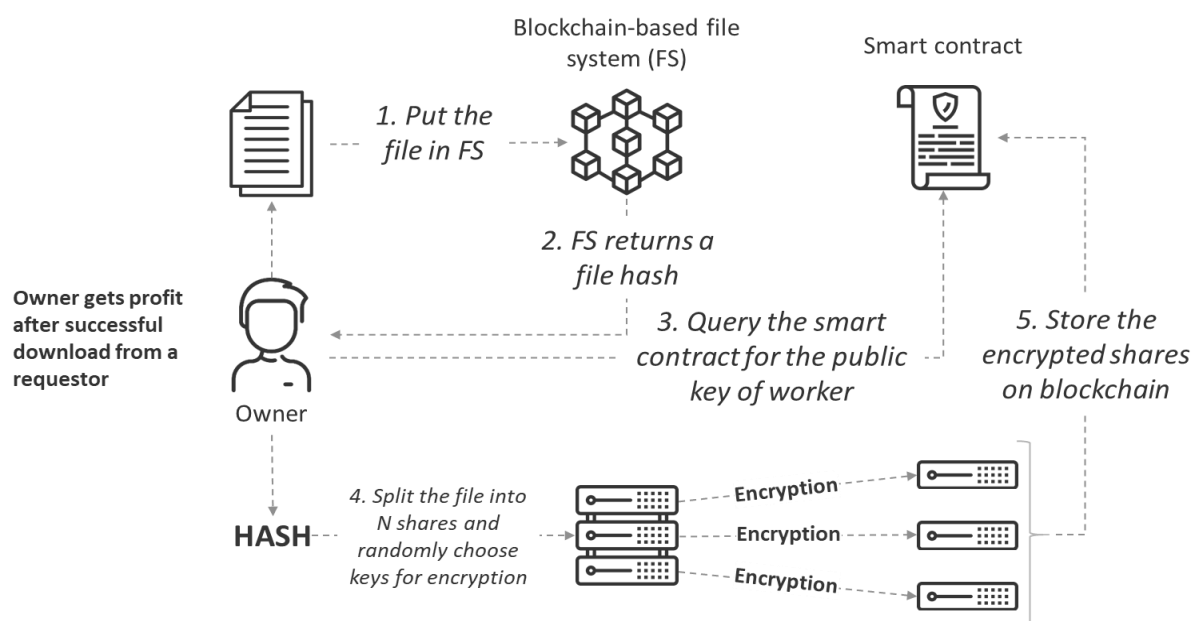 Blockchain-based file
system (FS)
Smart contract
1. Put the
file in FS
2. FS returns a
file hash
Owner gets profit
after successful
download from a
requestor
3. Query the smart
contract for the public
key of worker
5. Store the
encrypted shares
on blockchain
Owner
HASH
4. Split the file into
N shares and
randomly choose
keys for encryption
Encryption
Encryption
Encryption